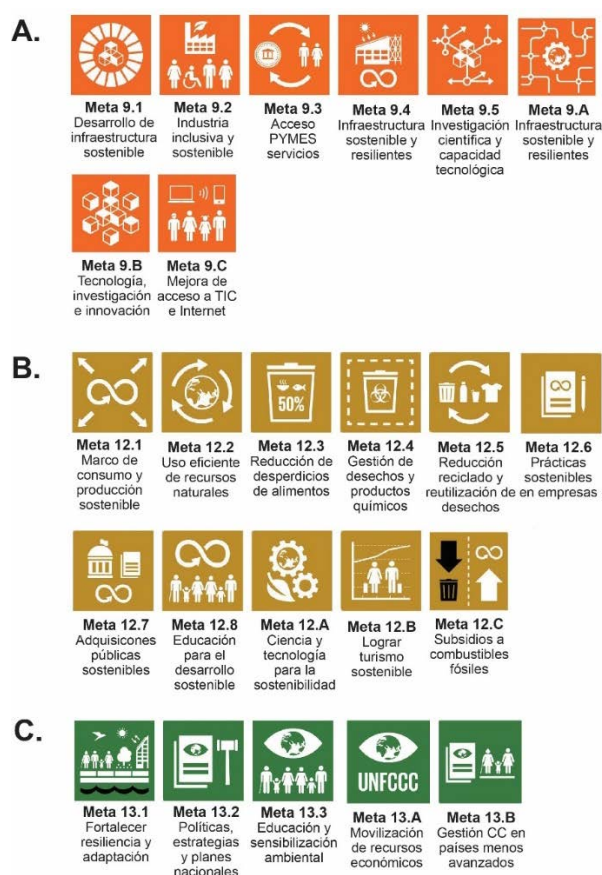 A.
Meta 9.1
Desarrollo de
infraestructura
sostenible
Meta 9.2
Industria
inclusiva y
sostenible
Meta 9.3
Acceso
PYMES
servicios
Meta 9.4
Infraestructura
sostenible y
resilientes
Meta 9.5
Investigación
científica y
capacidad
tecnológica
Meta 9.A
Infraestructura
sostenible y
resilientes
Meta 9.B
Tecnología,
investigación
e innovación
Meta 9.C
Mejora de
acceso a TIC
e Internet
B.
Meta 12.1
Marco de
consumo y
producción
sostenible
Meta 12.2
Uso eficiente
de recursos
naturales
50%
Meta 12.3
Reducción de
desperdicios
de alimentos
Meta 12.4
Gestión de
desechos y
productos
químicos
Meta 12.5
Reducción
reciclado y
reutilización de
desechos
Meta 12.6
Prácticas
sostenibles
en empresas
Meta 12.7
Adquisicones
públicas
sostenibles
Meta 12.8
Educación
para el
desarrollo
sostenible
Meta 12.A
Ciencia y
tecnología
para la
sostenibilidad
Meta 12.B
Lograr
turismo
sostenible
Meta 12.C
Subsidios a
combustibles
fósiles
C.
Meta 13.1
Fortalecer
resiliencia y
adaptación
Meta 13.2
Políticas,
estrategias
y planes
nacionales
Meta 13.3
Educación y
sensibilización
ambiental
UNFCCC
Meta 13.A
Movilización
de recursos
económicos
Meta 13.B
Gestión CC en
países menos
avanzados